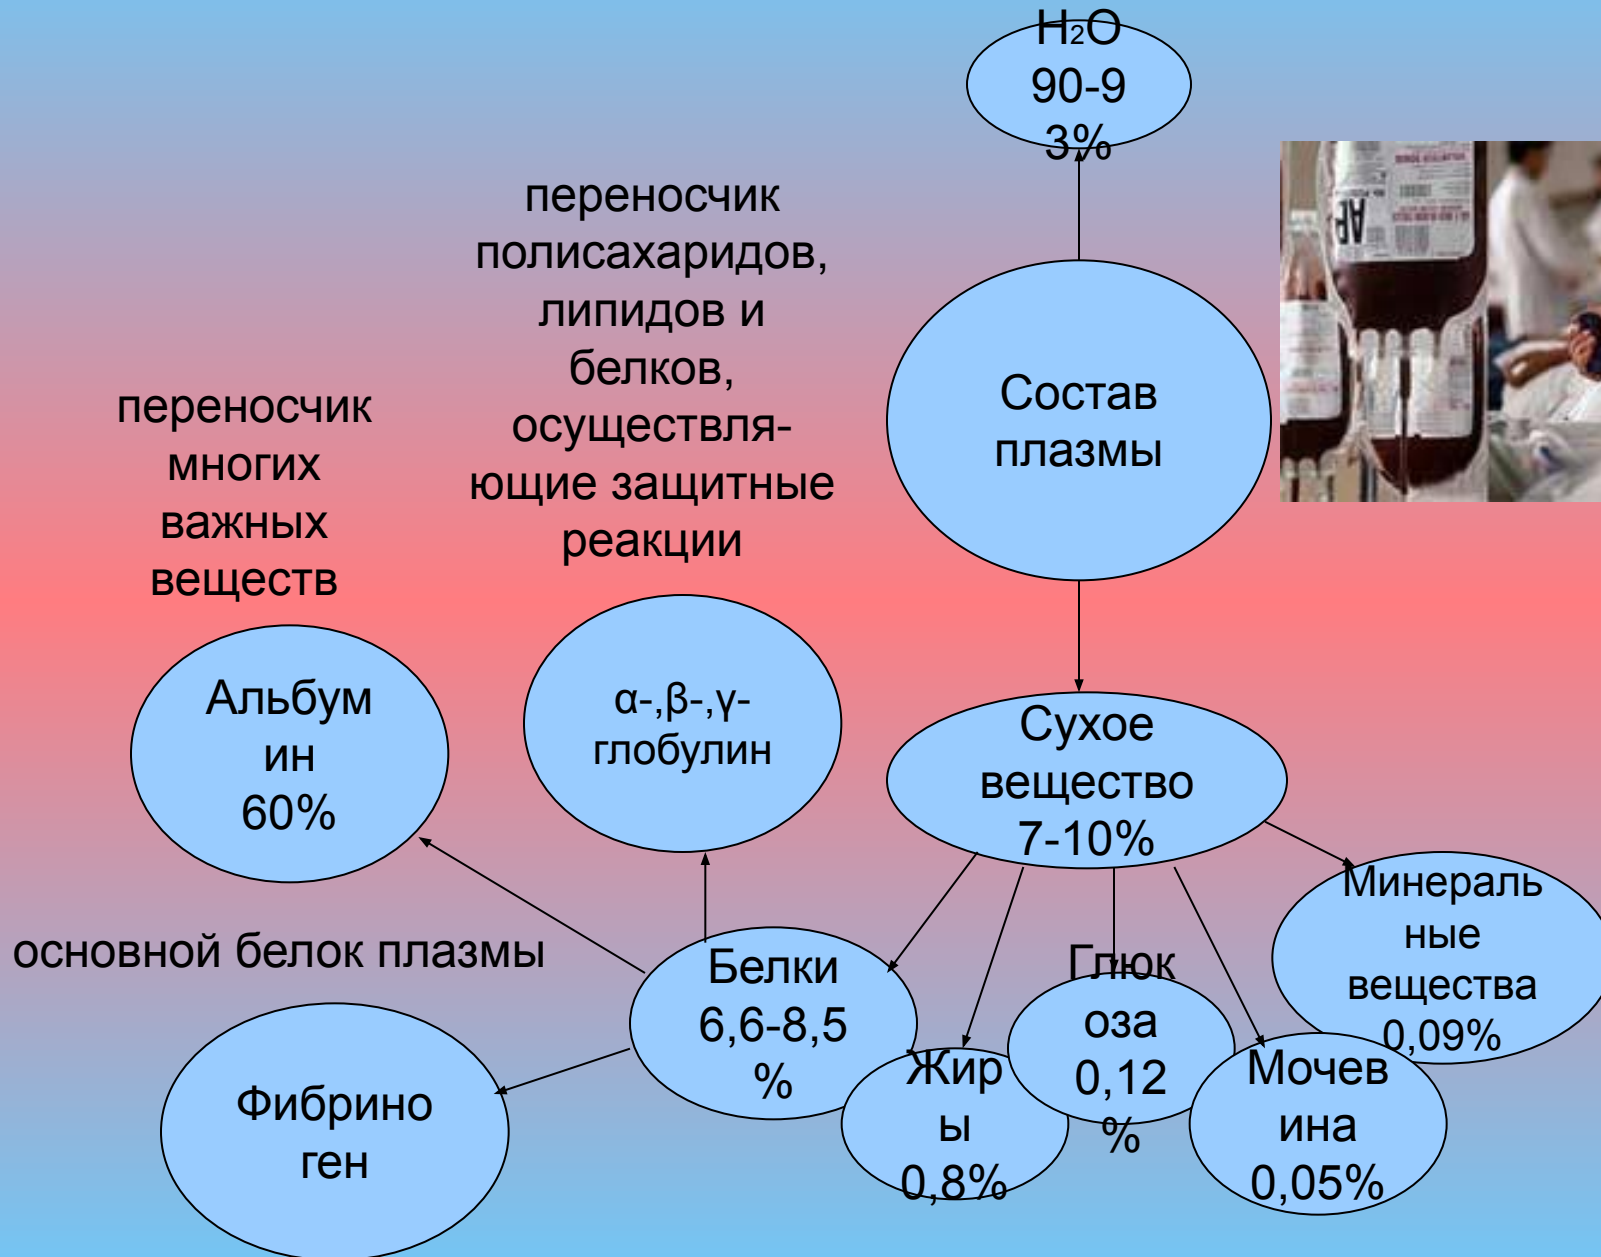 H₂O
90-9
3%
переносчик
полисахаридов,
липидов и
белков,
осуществля-
ющие защитные
реакции
переносчик
многих
важных
веществ
Состав
плазмы
Альбум
ин
60%
α-,β-,γ-
глобулин
Сухое
вещество
7-10%
основной белок плазмы
Белки
6,6-8,5
%
Фибрино
ген
Жир
ы
0,8%
Глюк
оза
0,12
%
Мочев
ина
0,05%
Минераль
ные
вещества
0,09%